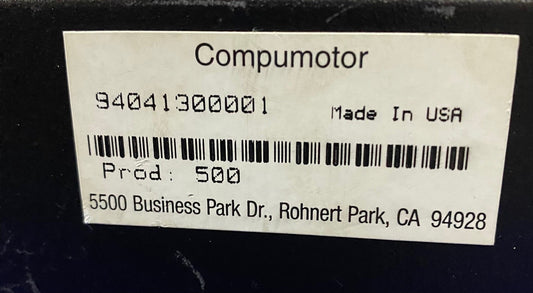 Compumotor
94041300001 Made In USA
Prod: 500
5500 Business Park Dr., Rohnert Park, CA 94928